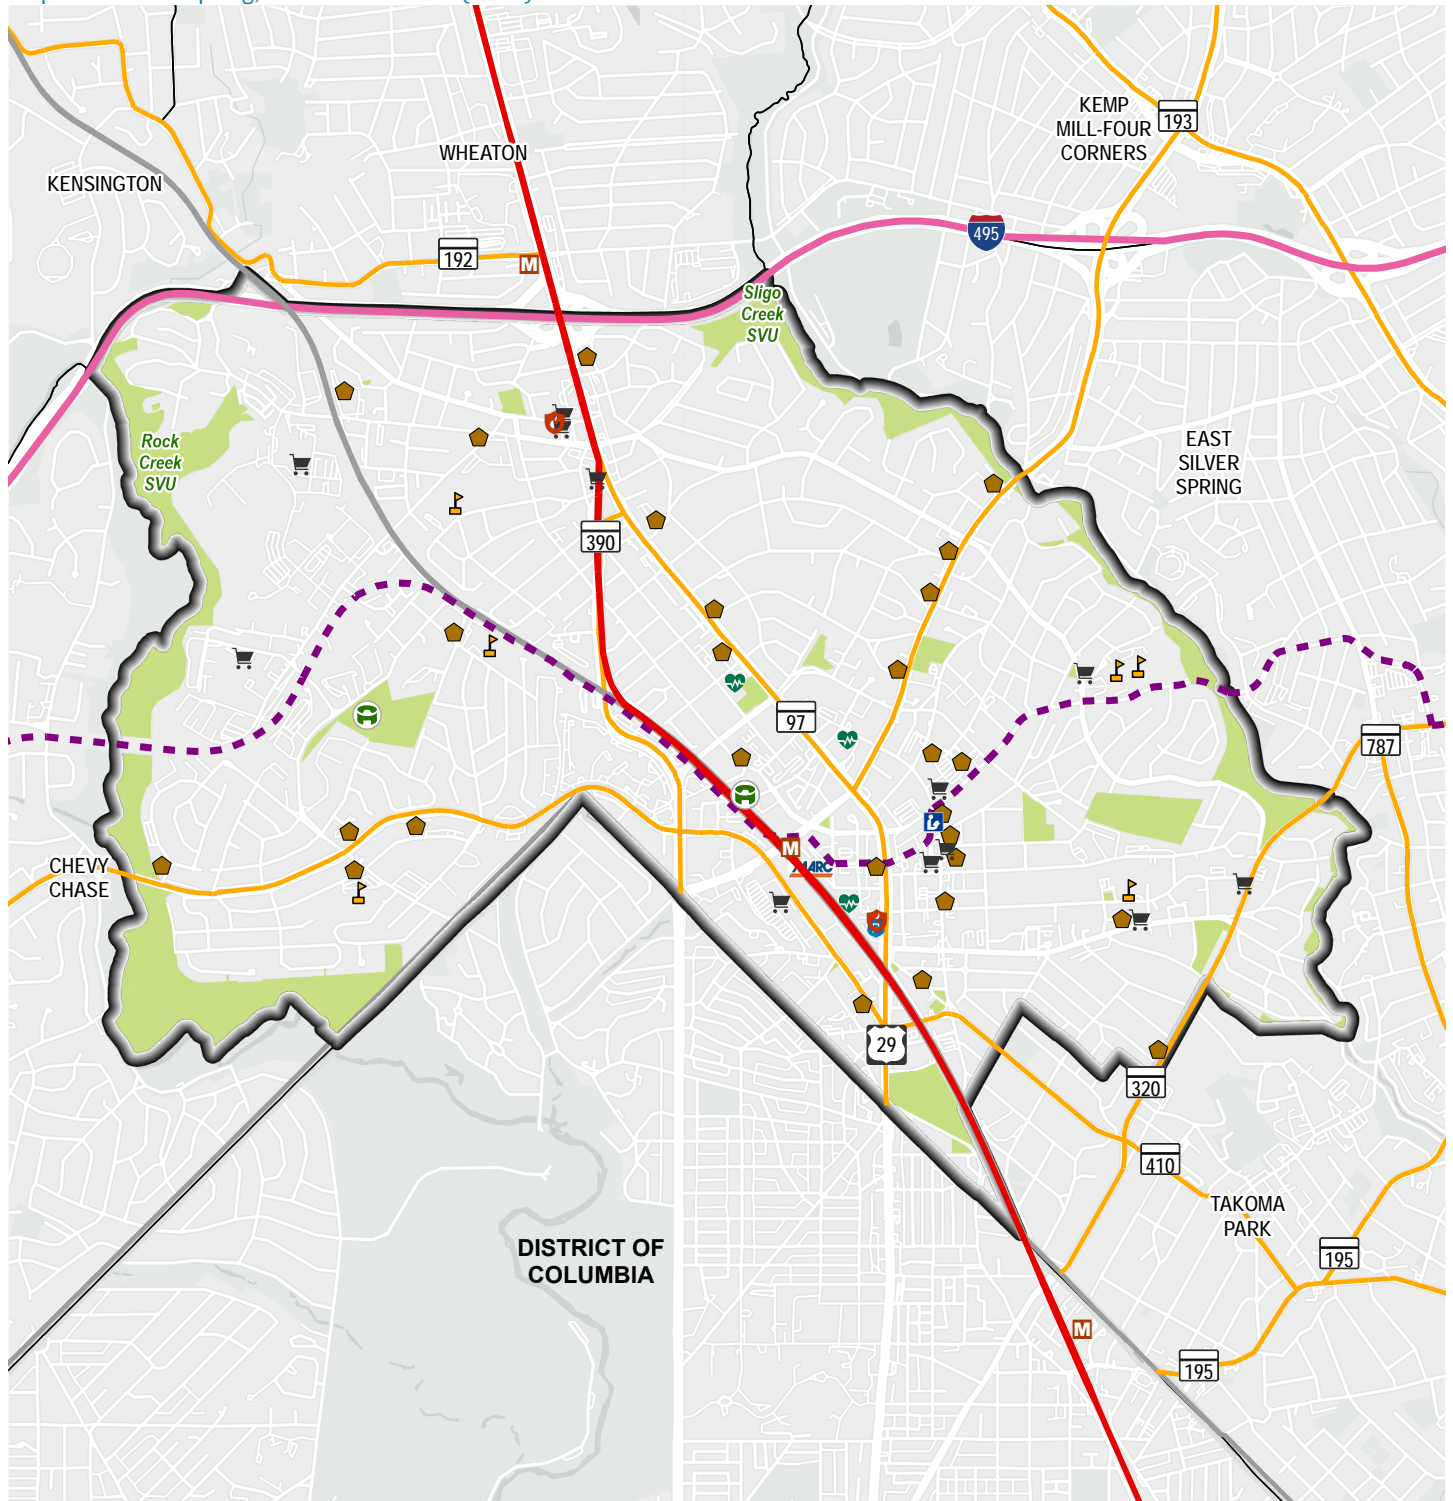 KEMP
MILL-FOUR
CORNERS
193
WHEATON
KENSINGTON
495
192
M
Sligo
Creek
SVU
Rock
Creek
SVU
EAST
SILVER
SPRING
390
97
787
CHEVY
CHASE
M
MARC
29
320
410
TAKOMA
PARK
DISTRICT OF
COLUMBIA
195
M
195